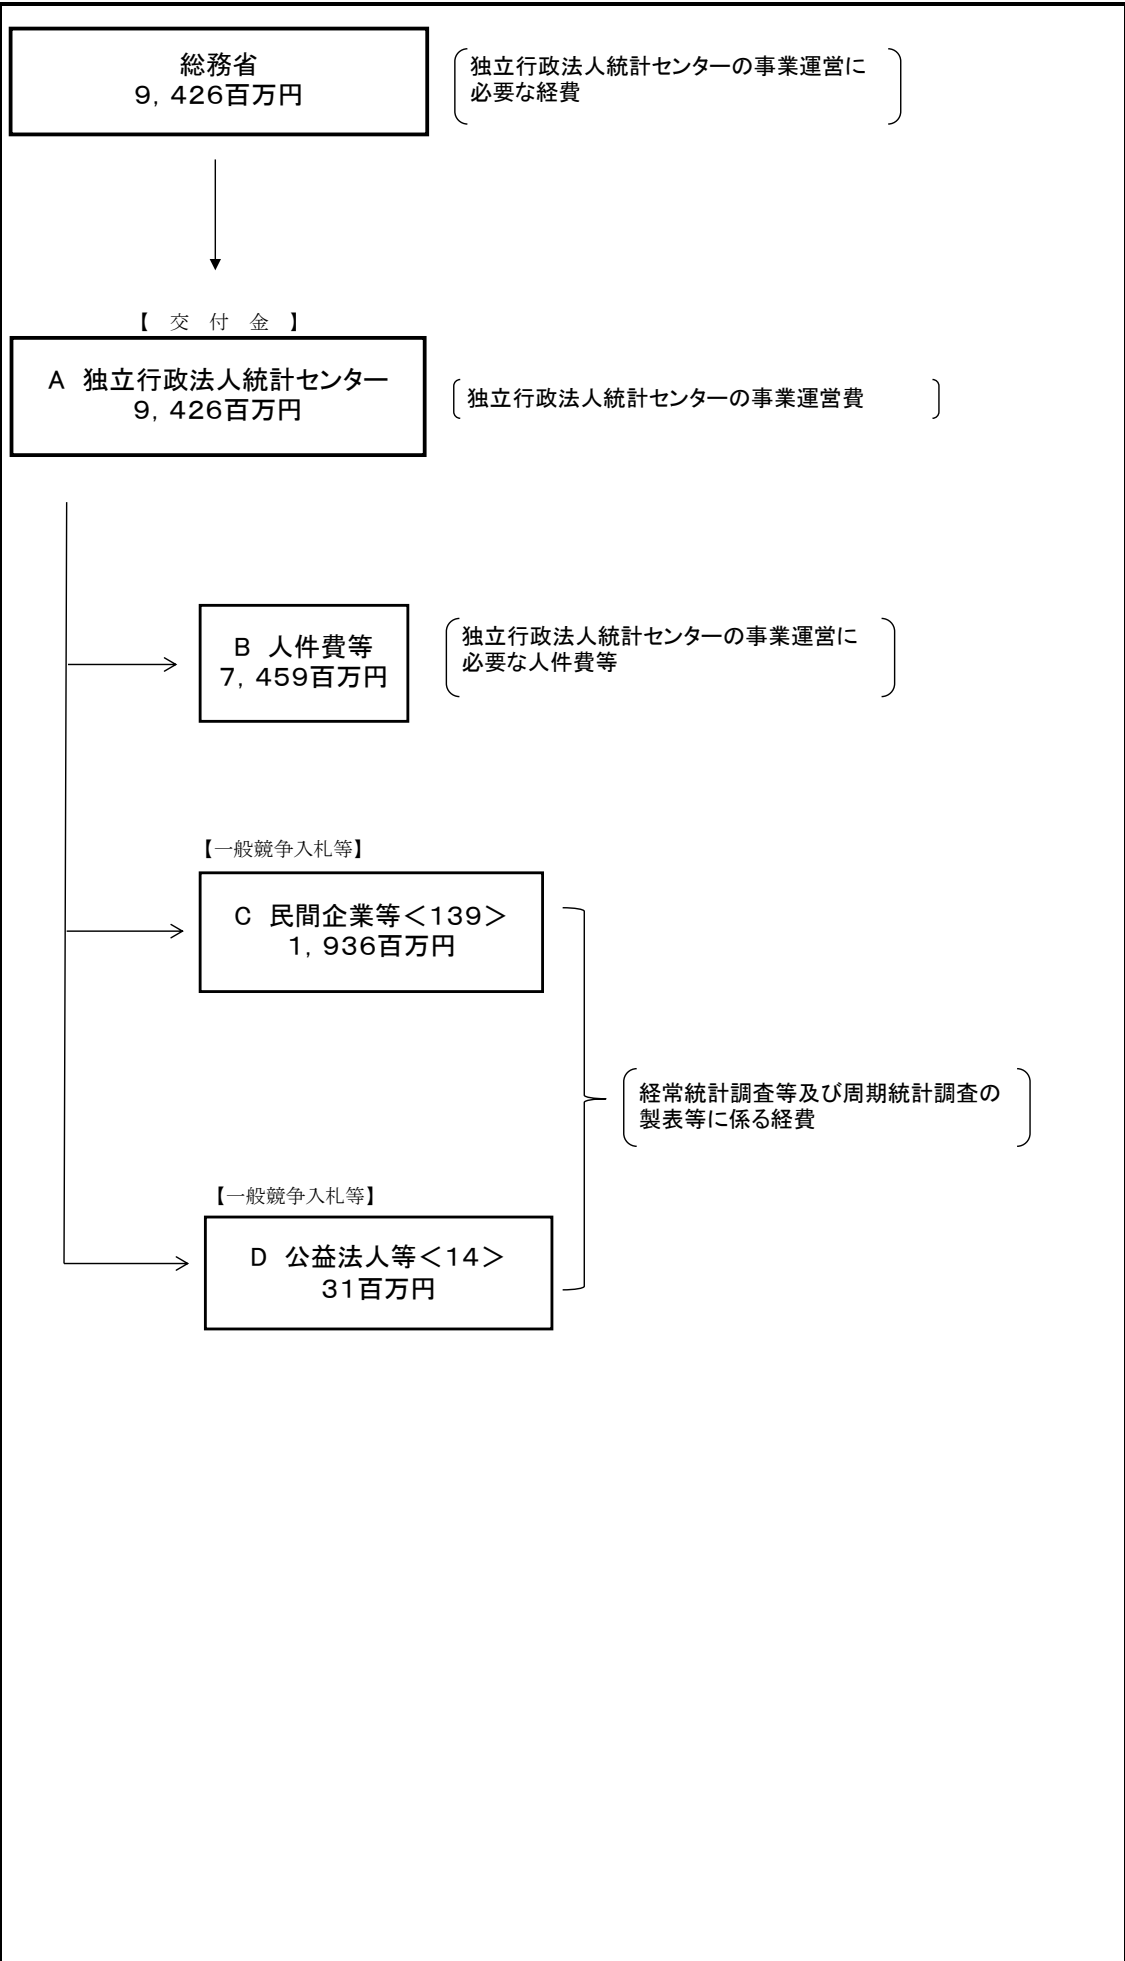 総務省
9,426百万円
独立行政法人統計センターの事業運営に
必要な経費
【 交 付 金 】
A 独立行政法人統計センター
9,426百万円
独立行政法人統計センターの事業運営費
B 人件費等
7,459百万円
独立行政法人統計センターの事業運営に
必要な人件費等
【一般競争入札等】
C 民間企業等＜139＞
1,936百万円
経常統計調査等及び周期統計調査の
製表等に係る経費
【一般競争入札等】
D 公益法人等＜14＞
31百万円